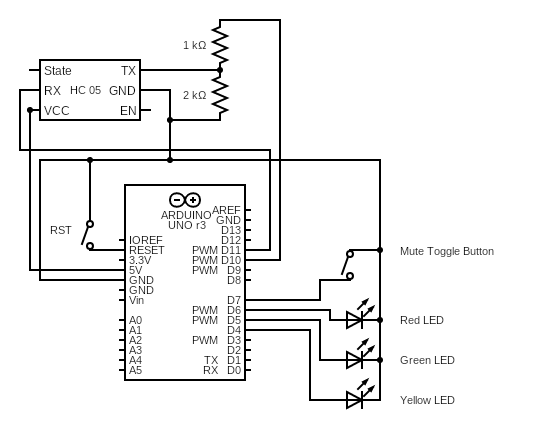 1 kΩ
State TX
RX HC 05 GND
2 kΩ
VCC EN
RST
ARDUINO
UNO r3
AREF
GND
D13
IOREF D12
RESET PWM D11
3.3V PWM D10
5V PWM D9
GND D8
GND
Vin D7
PWM D6
A0 PWM D5
A1 D4
A2 PWM D3
A3 D2
A4 TX D1
A5 RX D0
Mute Toggle Button
Red LED
Green LED
Yellow LED